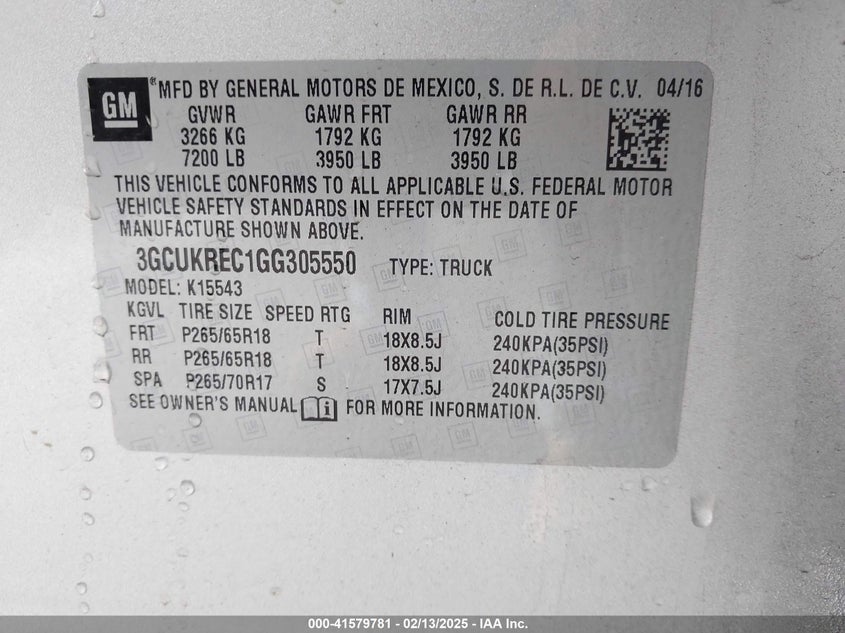 GM ® MFD BY GENERAL MOTORS DE MEXICO, S. DE R.L. DE C.V. 04/16
GVWR GAWR FRT GAWR RR
3266 KG 1792 KG 1792 KG
7200 LB 3950 LB 3950 LB
THIS VEHICLE CONFORMS TO ALL APPLICABLE U.S. FEDERAL MOTOR
VEHICLE SAFETY STANDARDS IN EFFECT ON THE DATE OF
MANUFACTURE SHOWN ABOVE.
3GCUKREC1GG305550 TYPE: TRUCK
MODEL: K15543
KGVL TIRE SIZE SPEED RTG RIM COLD TIRE PRESSURE
FRT P265/65R18 T 18X8.5J 240KPA(35PSI)
RR P265/65R18 T 18X8.5J 240KPA(35PSI)
SPA P265/70R17 S 17X7.5J 240KPA(35PSI)
SEE OWNER'S MANUAL i FOR MORE INFORMATION.
000-41579781 - 02/13/2025 - IAA Inc.